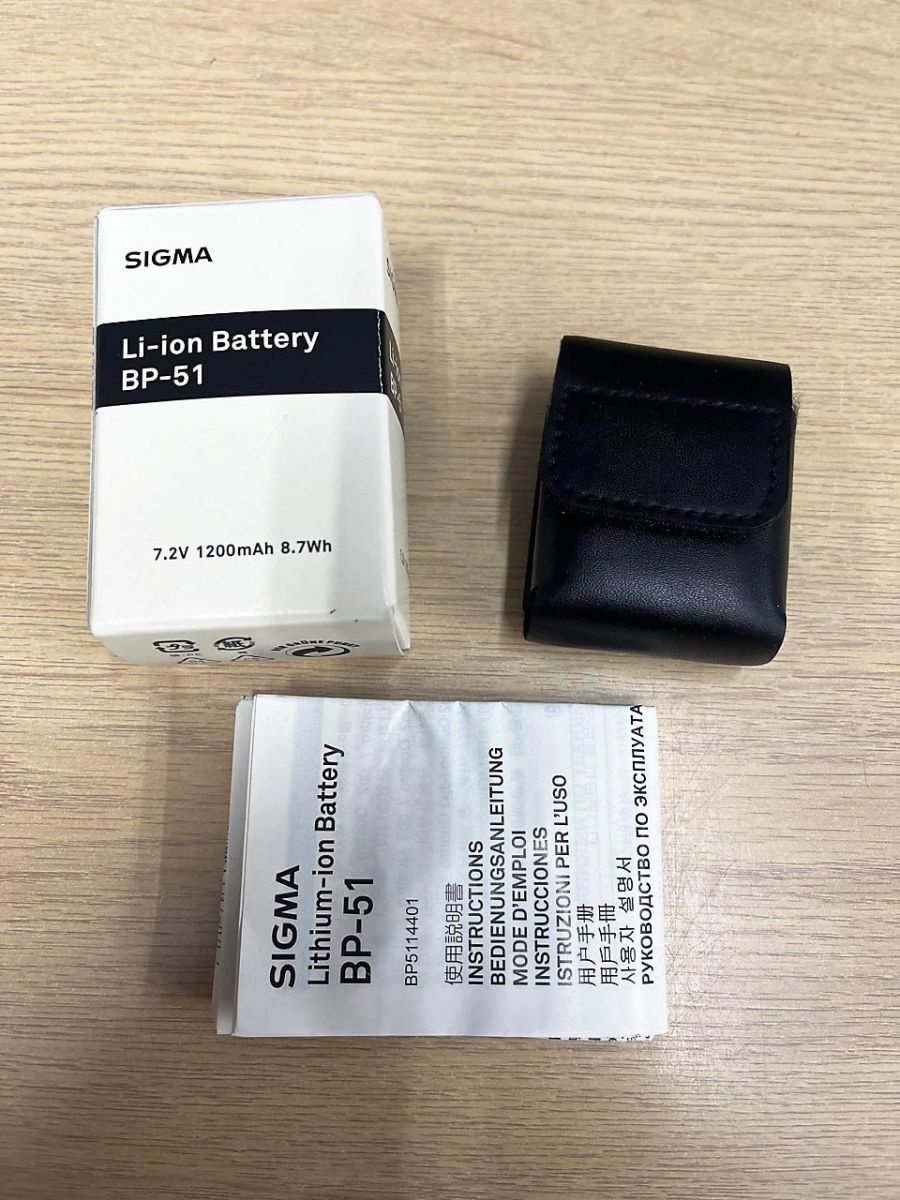 SIGMA
Li-ion Battery
BP-51
7.2V 1200mAh 8.7Wh
SIGMA
Lithium-ion Battery
BP-51
BP5114401
使用説明書
INSTRUCTIONS
BEDIENUNGSANLEITUNG
MODE D'EMPLOI
INSTRUCCIONES
ISTRUZIONI PER L'USO
用户手册
用戶手冊
사용자 설명서
РУКОВОДСТВО ПО ЭКСПЛУАТА